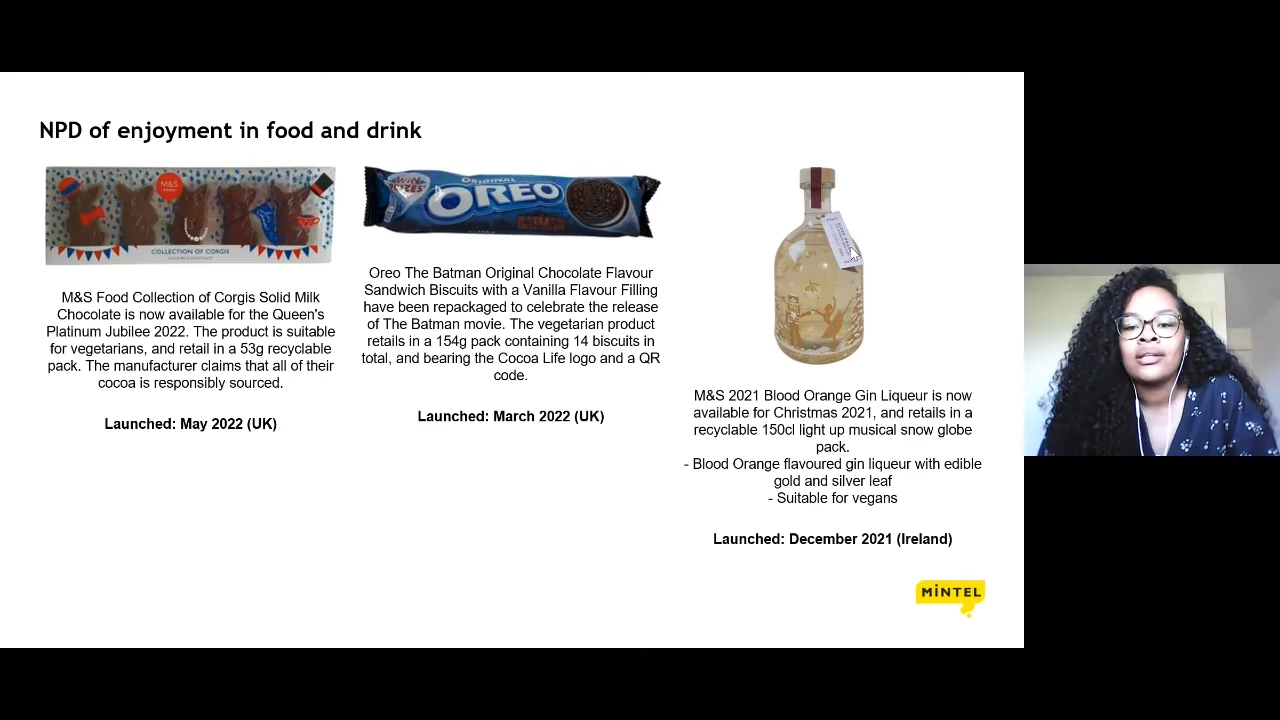 NPD of enjoyment in food and drink
M&S
COLLECTION OF CORGIS
M&S Food Collection of Corgis Solid Milk
Chocolate is now available for the Queen's
Platinum Jubilee 2022. The product is suitable
for vegetarians, and retail in a 53g recyclable
pack. The manufacturer claims that all of their
cocoa is responsibly sourced.
Launched: May 2022 (UK)
WIN
PRIZES*
ORIGINAL
OREO
BATMAN
Oreo The Batman Original Chocolate Flavour
Sandwich Biscuits with a Vanilla Flavour Filling
have been repackaged to celebrate the release
of The Batman movie. The vegetarian product
retails in a 154g pack containing 14 biscuits in
total, and bearing the Cocoa Life logo and a QR
code.
Launched: March 2022 (UK)
M&S 2021 Blood Orange Gin Liqueur is now
available for Christmas 2021, and retails in a
recyclable 150cl light up musical snow globe
pack.
- Blood Orange flavoured gin liqueur with edible
gold and silver leaf
- Suitable for vegans
Launched: December 2021 (Ireland)
MINTEL